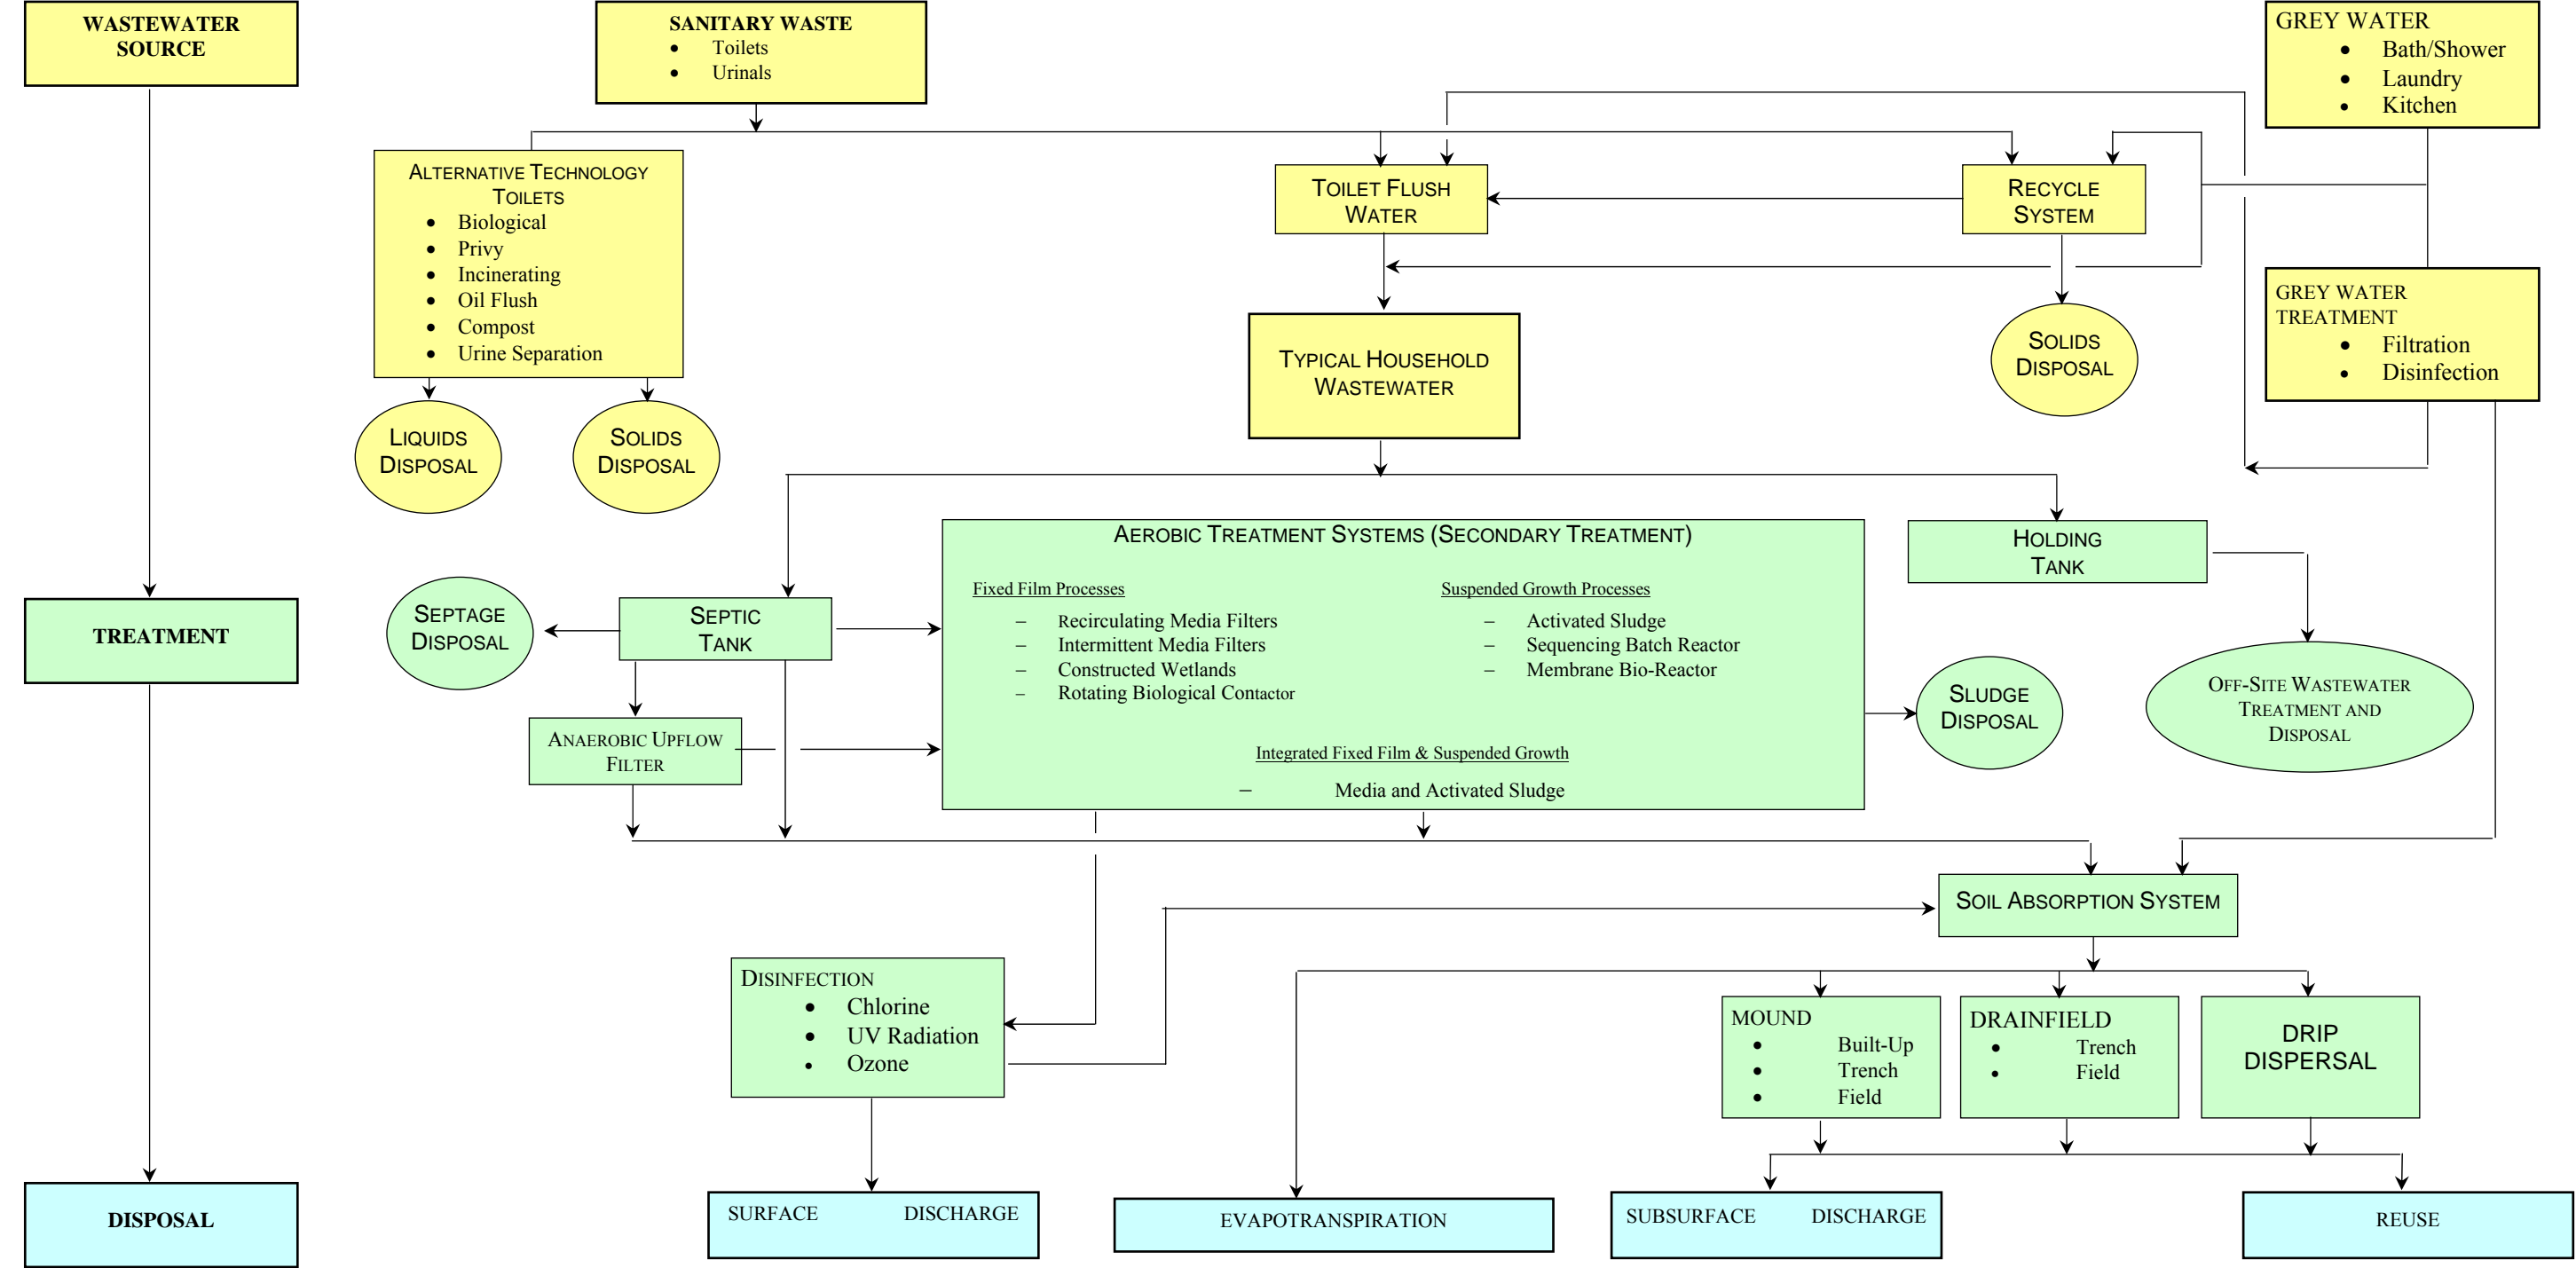 WASTEWATER
SOURCE
SANITARY WASTE
• Toilets
• Urinals
GREY WATER
• Bath/Shower
• Laundry
• Kitchen
ALTERNATIVE TECHNOLOGY
TOILETS
• Biological
• Privy
• Incinerating
• Oil Flush
• Compost
• Urine Separation
TOILET FLUSH
WATER
RECYCLE
SYSTEM
GREY WATER
TREATMENT
• Filtration
• Disinfection
TYPICAL HOUSEHOLD
WASTEWATER
SOLIDS
DISPOSAL
LIQUIDS
DISPOSAL
SOLIDS
DISPOSAL
TREATMENT
SEPTAGE
DISPOSAL
SEPTIC
TANK
AEROBIC TREATMENT SYSTEMS (SECONDARY TREATMENT)
Fixed Film Processes
– Recirculating Media Filters
– Intermittent Media Filters
– Constructed Wetlands
– Rotating Biological Contactor
Suspended Growth Processes
– Activated Sludge
– Sequencing Batch Reactor
– Membrane Bio-Reactor
Integrated Fixed Film & Suspended Growth
– Media and Activated Sludge
HOLDING
TANK
SLUDGE
DISPOSAL
OFF-SITE WASTEWATER
TREATMENT AND
DISPOSAL
ANAEROBIC UPFLOW
FILTER
SOIL ABSORPTION SYSTEM
DISINFECTION
• Chlorine
• UV Radiation
• Ozone
MOUND
• Built-Up
• Trench
• Field
DRAINFIELD
• Trench
• Field
DRIP
DISPERSAL
DISPOSAL
SURFACE DISCHARGE
EVAPOTRANSPIRATION
SUBSURFACE DISCHARGE
REUSE